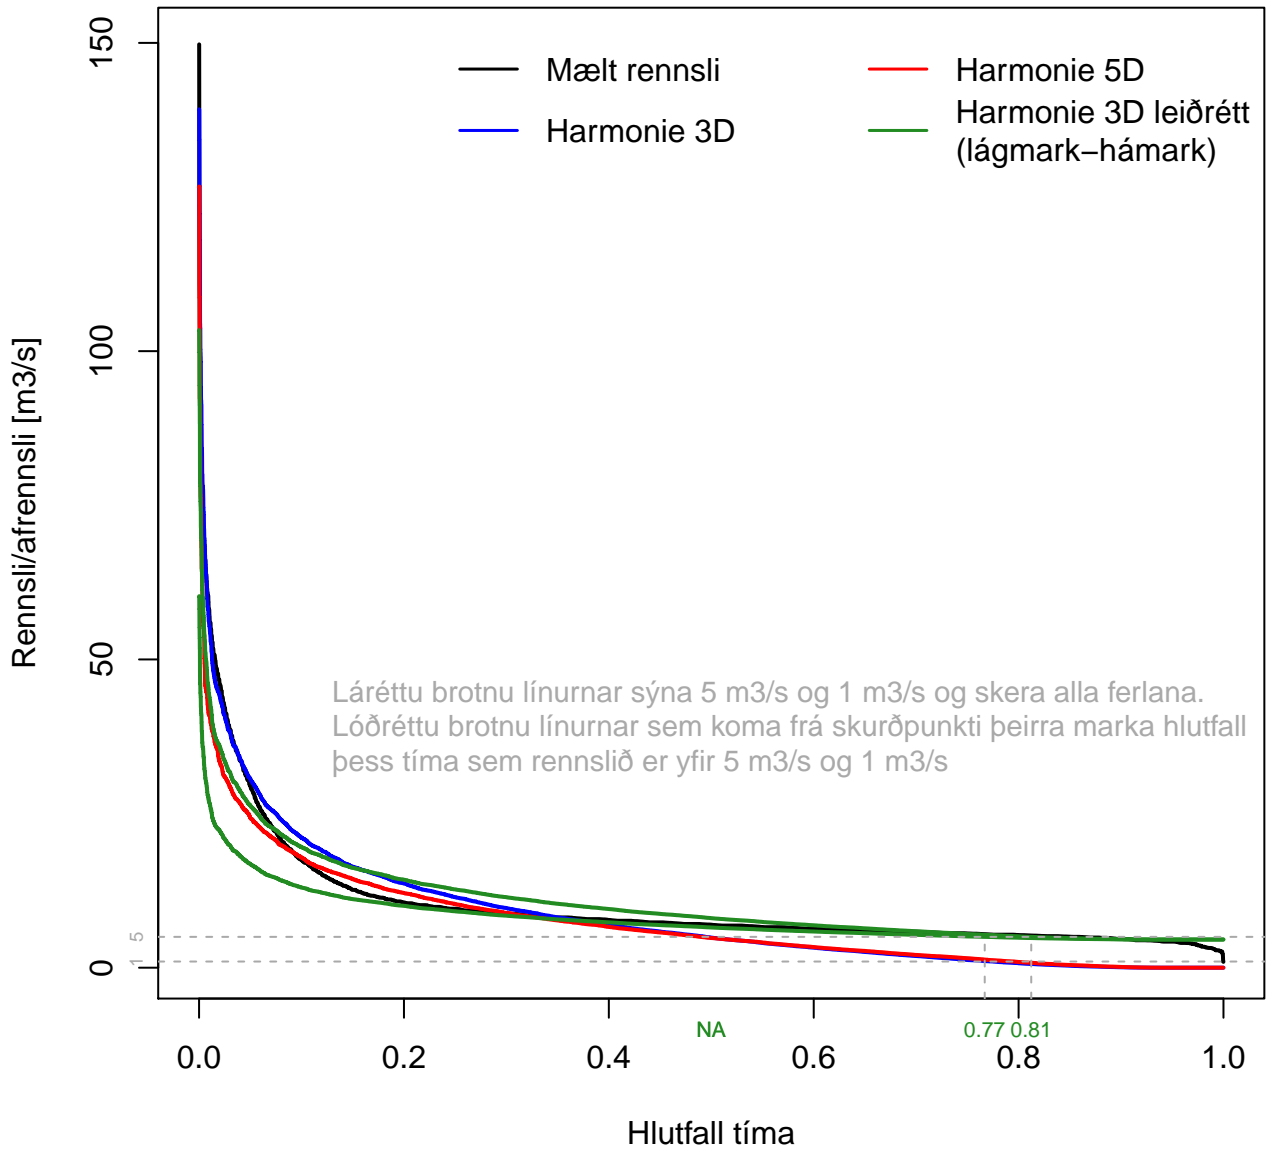 Mælt rennsli
Harmonie 3D
Harmonie 5D
Harmonie 3D leiðrétt
(lágmark−hámark)
Rennsli/afrennsli [m3/s]
150
100
50
0
5
1
Láréttu brotnu línurnar sýna 5 m3/s og 1 m3/s og skera alla ferlana.
Lóðréttu brotnu línurnar sem koma frá skurðpunkti þeirra marka hlutfall
þess tíma sem rennslið er yfir 5 m3/s og 1 m3/s
NA
0.77 0.81
0.0 0.2 0.4 0.6 0.8 1.0
Hlutfall tíma